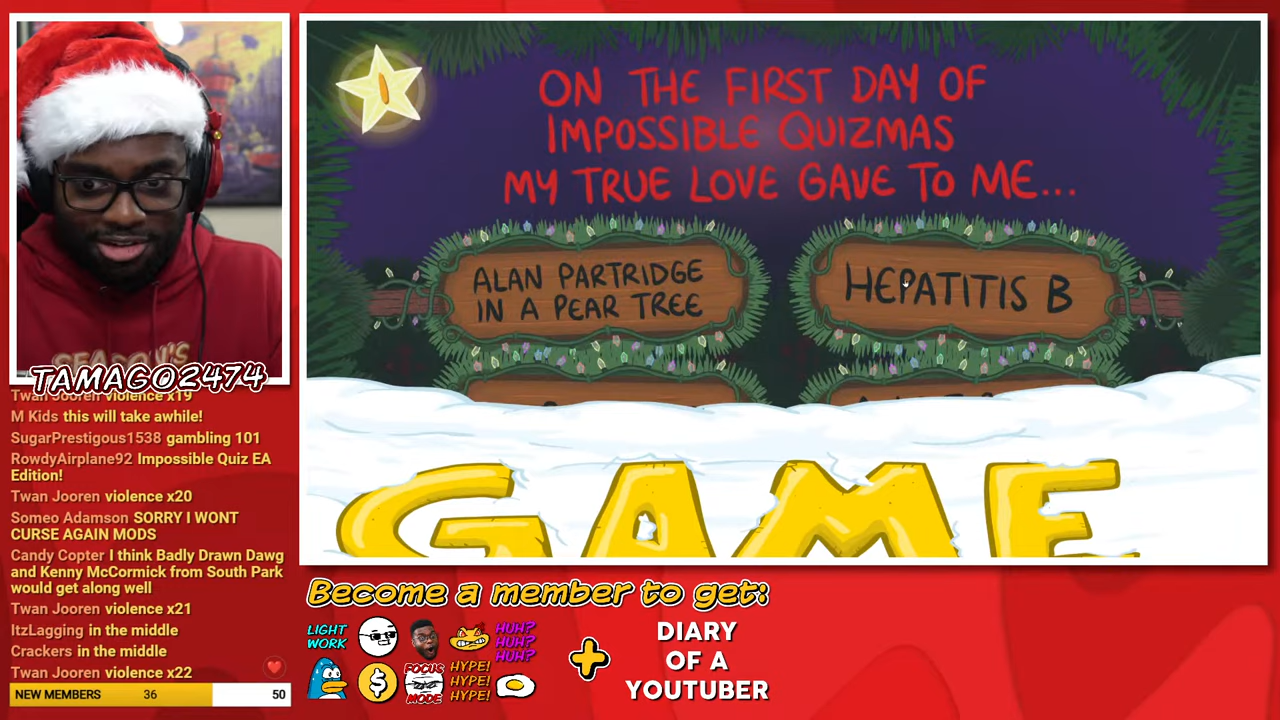 ON THE FIRST DAY OF
IMPOSSIBLE QUIZMAS
MY TRUE LOVE GAVE TO ME...
ALAN PARTRIDGE
IN A PEAR TREE
HEPATITIS B
GAME
SEASON'S
TAMAGO2474
Twan Jooren violence x19
M Kids this will take awhile!
SugarPrestigous1538 gambling 101
RowdyAirplane92 Impossible Quiz EA
Edition!
Twan Jooren violence x20
Someo Adamson SORRY I WONT
CURSE AGAIN MODS
Candy Copter I think Badly Drawn Dawg
and Kenny McCormick from South Park
would get along well
Twan Jooren violence x21
ItzLagging in the middle
Crackers in the middle
Twan Jooren violence x22
NEW MEMBERS 36 50
Become a member to get:
LIGHT
WORK
FOCUS
MODE
HYPE!
HYPE!
HYPE!
HUH?
HUH?
HUH?
$
+
DIARY
OF A
YOUTUBER